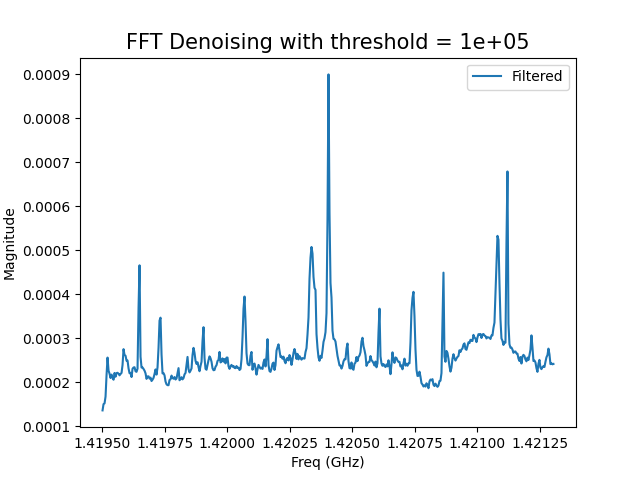 FFT Denoising with threshold = 1e+05
Filtered
0.0009
0.0008
0.0007
0.0006
0.0005
0.0004
0.0003
0.0002
0.0001
Magnitude
1.41950 1.41975 1.42000 1.42025 1.42050 1.42075 1.42100 1.42125
Freq (GHz)